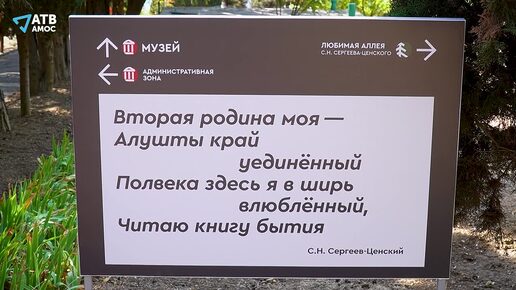 АТВ
АМОС
МУЗЕЙ
АДМИНИСТРАТИВНАЯ
ЗОНА
ЛЮБИМАЯ АЛЛЕЯ
С.Н. СЕРГЕЕВА-ЦЕНСКОГО
Вторая родина моя —
Алушты край
уединённый
Полвека здесь я в ширь
влюблённый,
Читаю книгу бытия
С.Н. Сергеев-Ценский